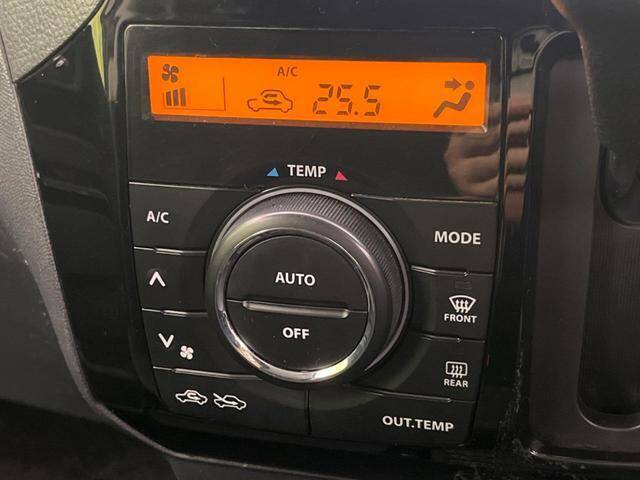 A/C
25.5
TEMP
A/C
MODE
AUTO
OFF
FRONT
REAR
OUT.TEMP